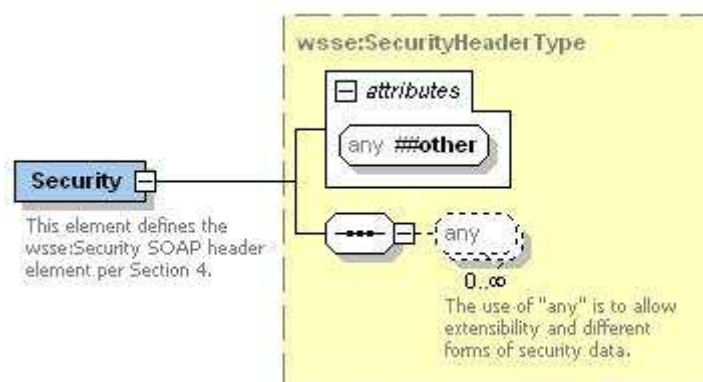 wsse:SecurityHeaderType
attributes
any ##other
Security
This element defines the
wsse:Security SOAP header
element per Section 4.
any
0..∞
The use of "any" is to allow
extensibility and different
forms of security data.